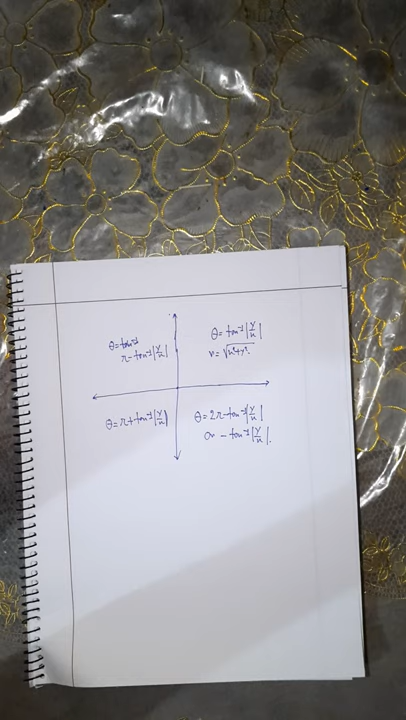 θ = tan⁻¹
π - tan⁻¹|y/x|
θ = tan⁻¹|y/x|
r = √x²+y².
θ = π + tan⁻¹|y/x|
θ = 2π - tan⁻¹|y/x|
or - tan⁻¹|y/x|.